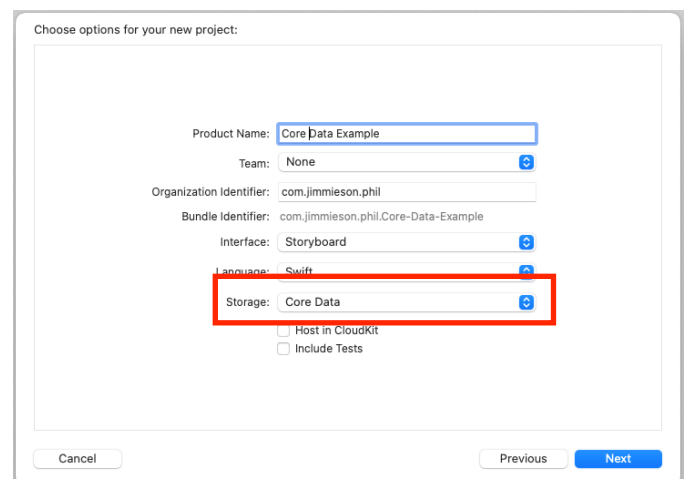 Choose options for your new project:
Product Name: Core Data Example
Team: None
Organization Identifier: com.jimmieson.phil
Bundle Identifier: com.jimmieson.phil.Core-Data-Example
Interface: Storyboard
Language: Swift
Storage: Core Data
Host in CloudKit
Include Tests
Cancel Previous Next